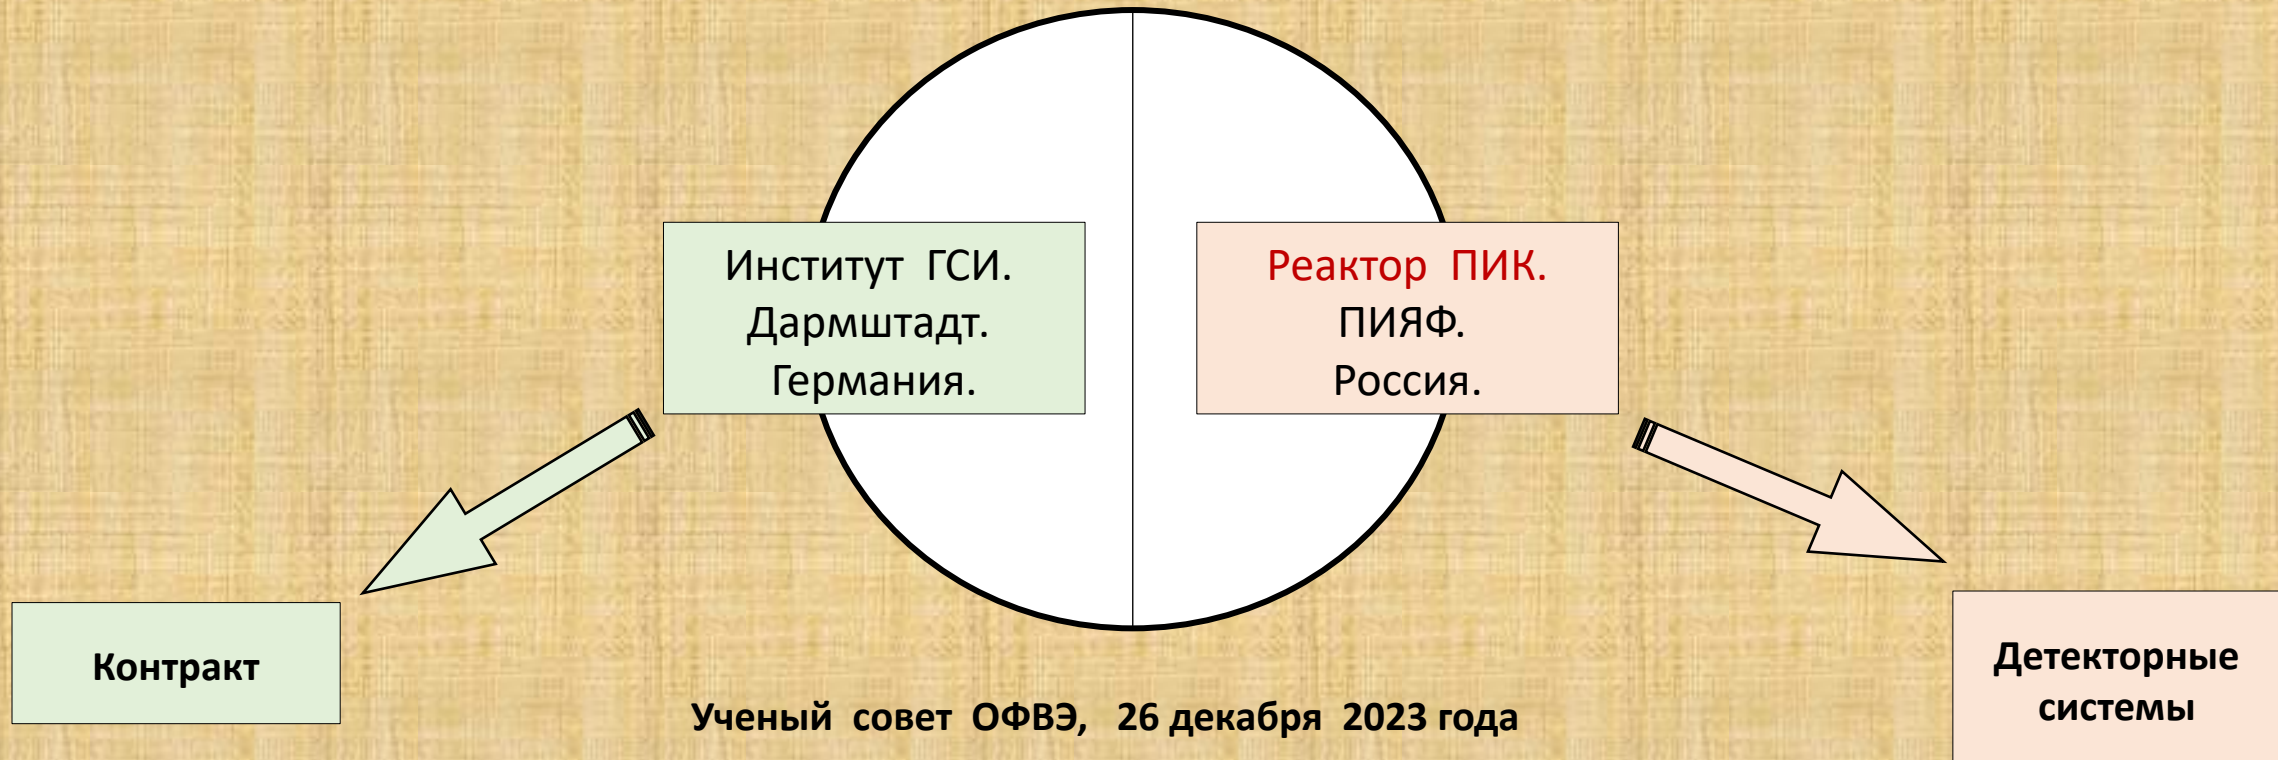 Институт ГСИ.
Дармштадт.
Германия.
Реактор ПИК.
ПИЯФ.
Россия.
Контракт
Детекторные
системы
Ученый совет ОФВЭ, 26 декабря 2023 года